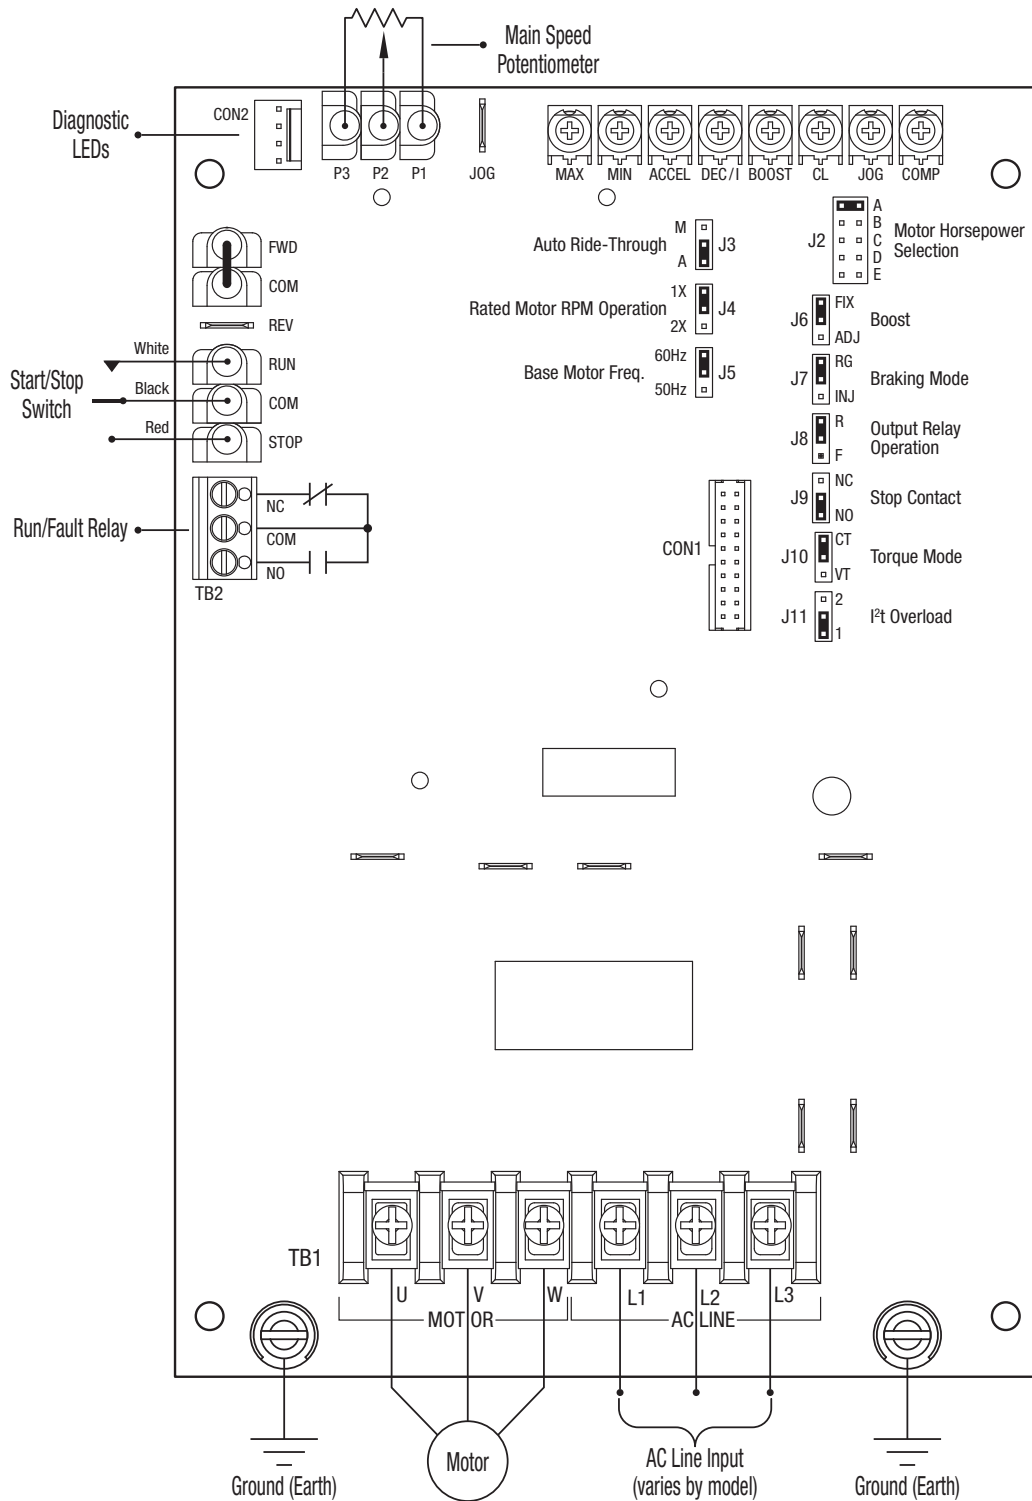 Main Speed
Potentiometer
Diagnostic
LEDs
CON2
P3 P2 P1 JOG
MAX MIN ACCEL DEC/I BOOST CL JOG COMP
FWD
COM
REV
White RUN
Start/Stop
Switch
Black COM
Red STOP
Run/Fault Relay
NC
COM
NO
TB2
Auto Ride-Through M A J3
Rated Motor RPM Operation 1X 2X J4
Base Motor Freq. 60Hz 50Hz J5
J2 A B C D E Motor Horsepower
Selection
J6 FIX ADJ Boost
J7 RG INJ Braking Mode
J8 R F Output Relay
Operation
J9 NC NO Stop Contact
J10 CT VT Torque Mode
J11 2 1 I²t Overload
CON1
TB1
U V W L1 L2 L3
MOTOR AC LINE
Ground (Earth)
Motor
AC Line Input
(varies by model)
Ground (Earth)